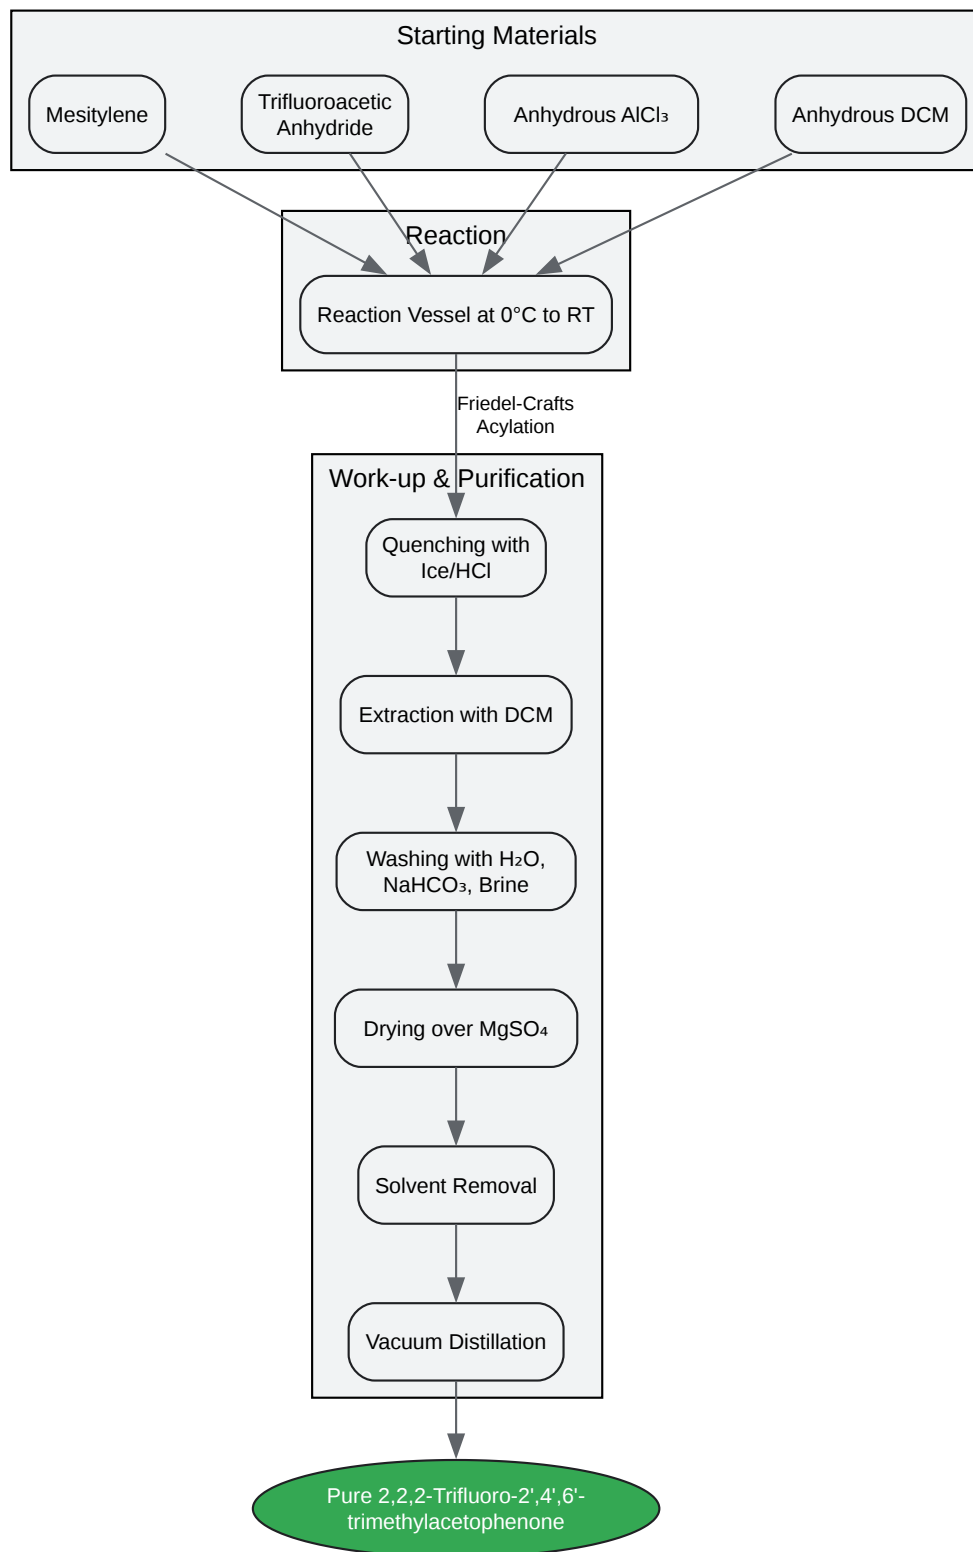 Starting Materials
Mesitylene
Trifluoroacetic
Anhydride
Anhydrous AlCl₃
Anhydrous DCM
Reaction
Reaction Vessel at 0°C to RT
Friedel-Crafts
Acylation
Work-up & Purification
Quenching with
Ice/HCl
Extraction with DCM
Washing with H₂O,
NaHCO₃, Brine
Drying over MgSO₄
Solvent Removal
Vacuum Distillation
Pure 2,2,2-Trifluoro-2',4',6'-
trimethylacetophenone